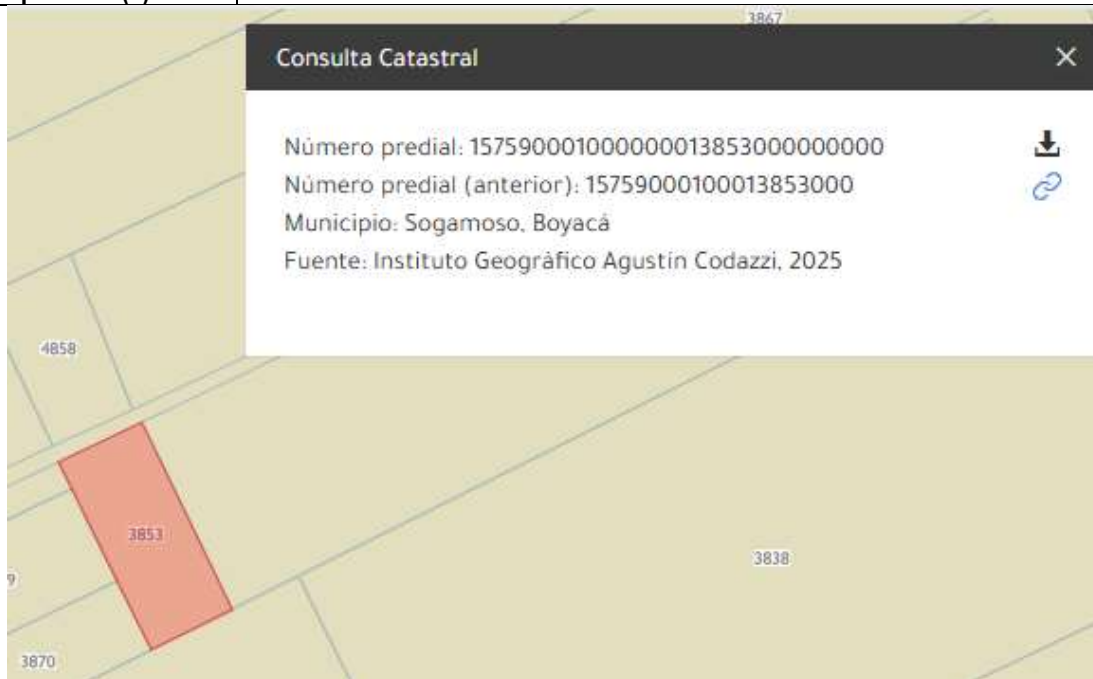 3867
Consulta Catastral
Número predial: 157590001000000013853000000000
Número predial (anterior): 15759000100013853000
Municipio: Sogamoso, Boyacá
Fuente: Instituto Geográfico Agustín Codazzi, 2025
4858
3853
3838
9
3870